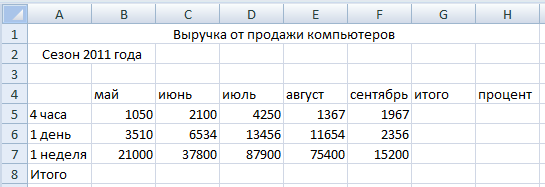 A B C D E F G H
1 Выручка от продажи компьютеров
2 Сезон 2011 года
3
4 май июнь июль август сентябрь итого процент
5 4 часа 1050 2100 4250 1367 1967
6 1 день 3510 6534 13456 11654 2356
7 1 неделя 21000 37800 87900 75400 15200
8 Итого